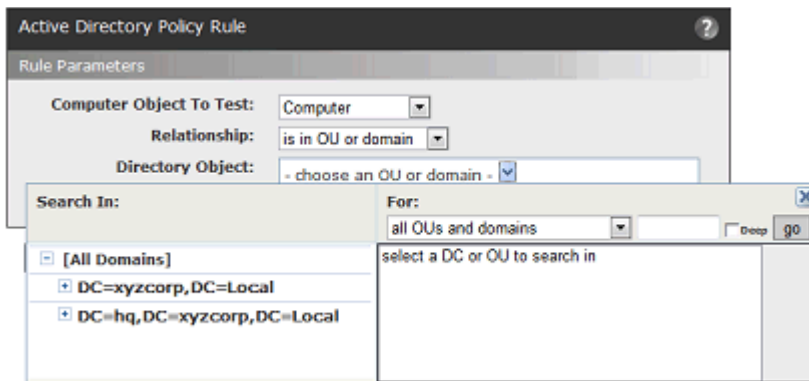 Active Directory Policy Rule ?
Rule Parameters
Computer Object To Test: Computer
Relationship: is in OU or domain
Directory Object: - choose an OU or domain -
Search In: For: X
all OUs and domains Deep go
[All Domains] select a DC or OU to search in
DC=xyzcorp,DC=Local
DC=hq,DC=xyzcorp,DC=Local